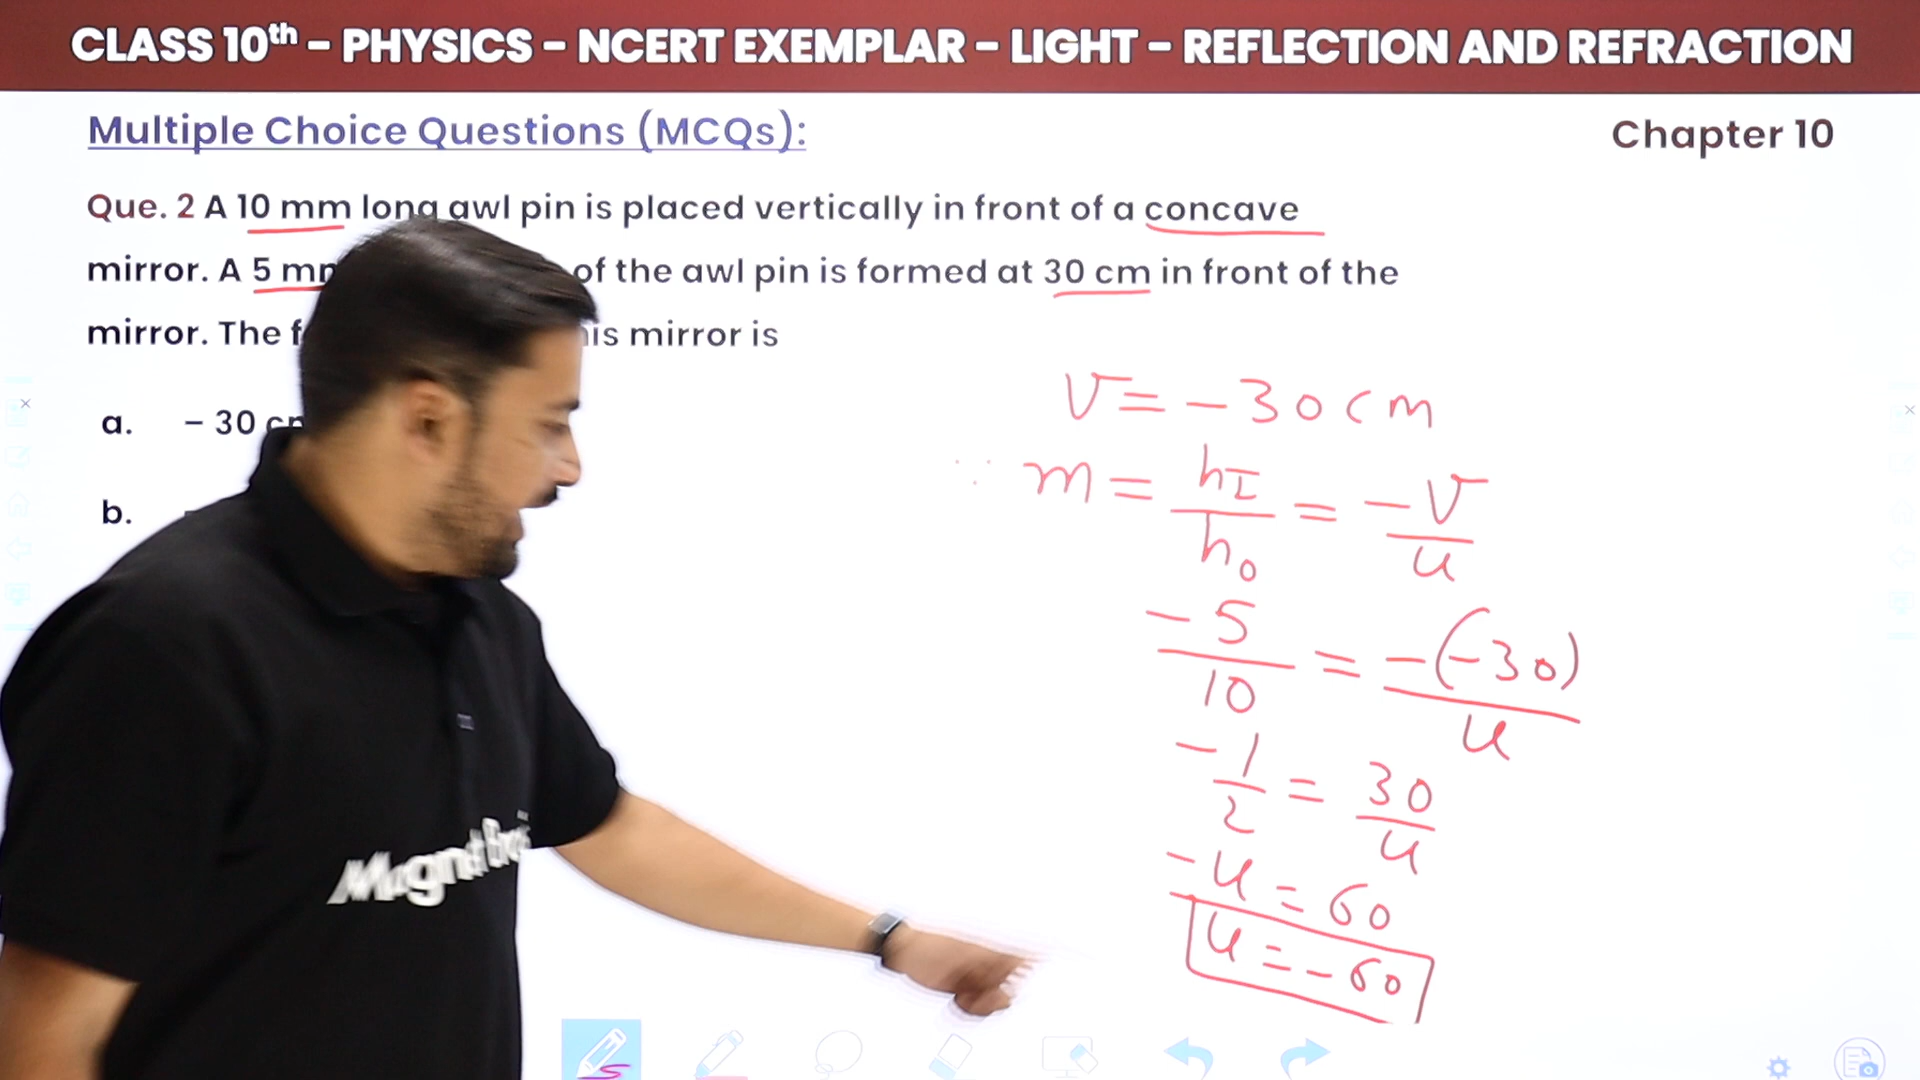 CLASS 10th - PHYSICS - NCERT EXEMPLAR - LIGHT - REFLECTION AND REFRACTION
Multiple Choice Questions (MCQs):
Chapter 10
Que. 2 A 10 mm long awl pin is placed vertically in front of a concave
mirror. A 5 of the awl pin is formed at 30 cm in front of the
mirror. The mirror is
a. – 30
b.
V = - 30 cm
∵ m = hI/ho = -V/u
-5/10 = -(-30)/u
-1/2 = 30/u
-u = 60
u = - 60